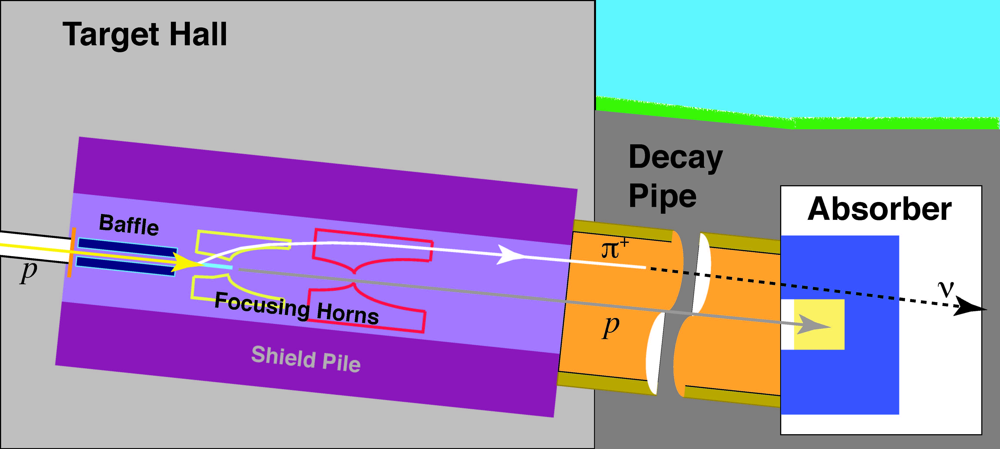 Target Hall
Decay
Pipe
Absorber
Baffle
p
π+
ν
Focusing Horns
p
Shield Pile